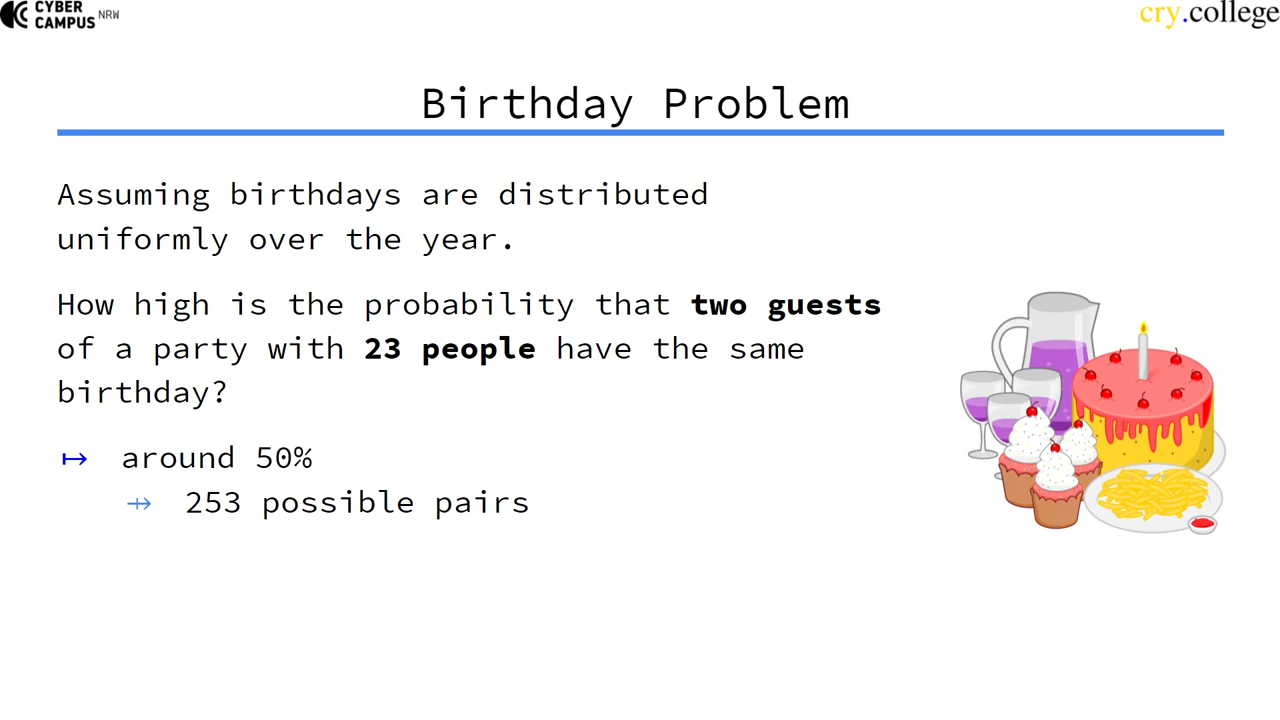 CYBER
CAMPUS NRW
cry.college
Birthday Problem
Assuming birthdays are distributed
uniformly over the year.
How high is the probability that two guests
of a party with 23 people have the same
birthday?
↦ around 50%
⇸ 253 possible pairs